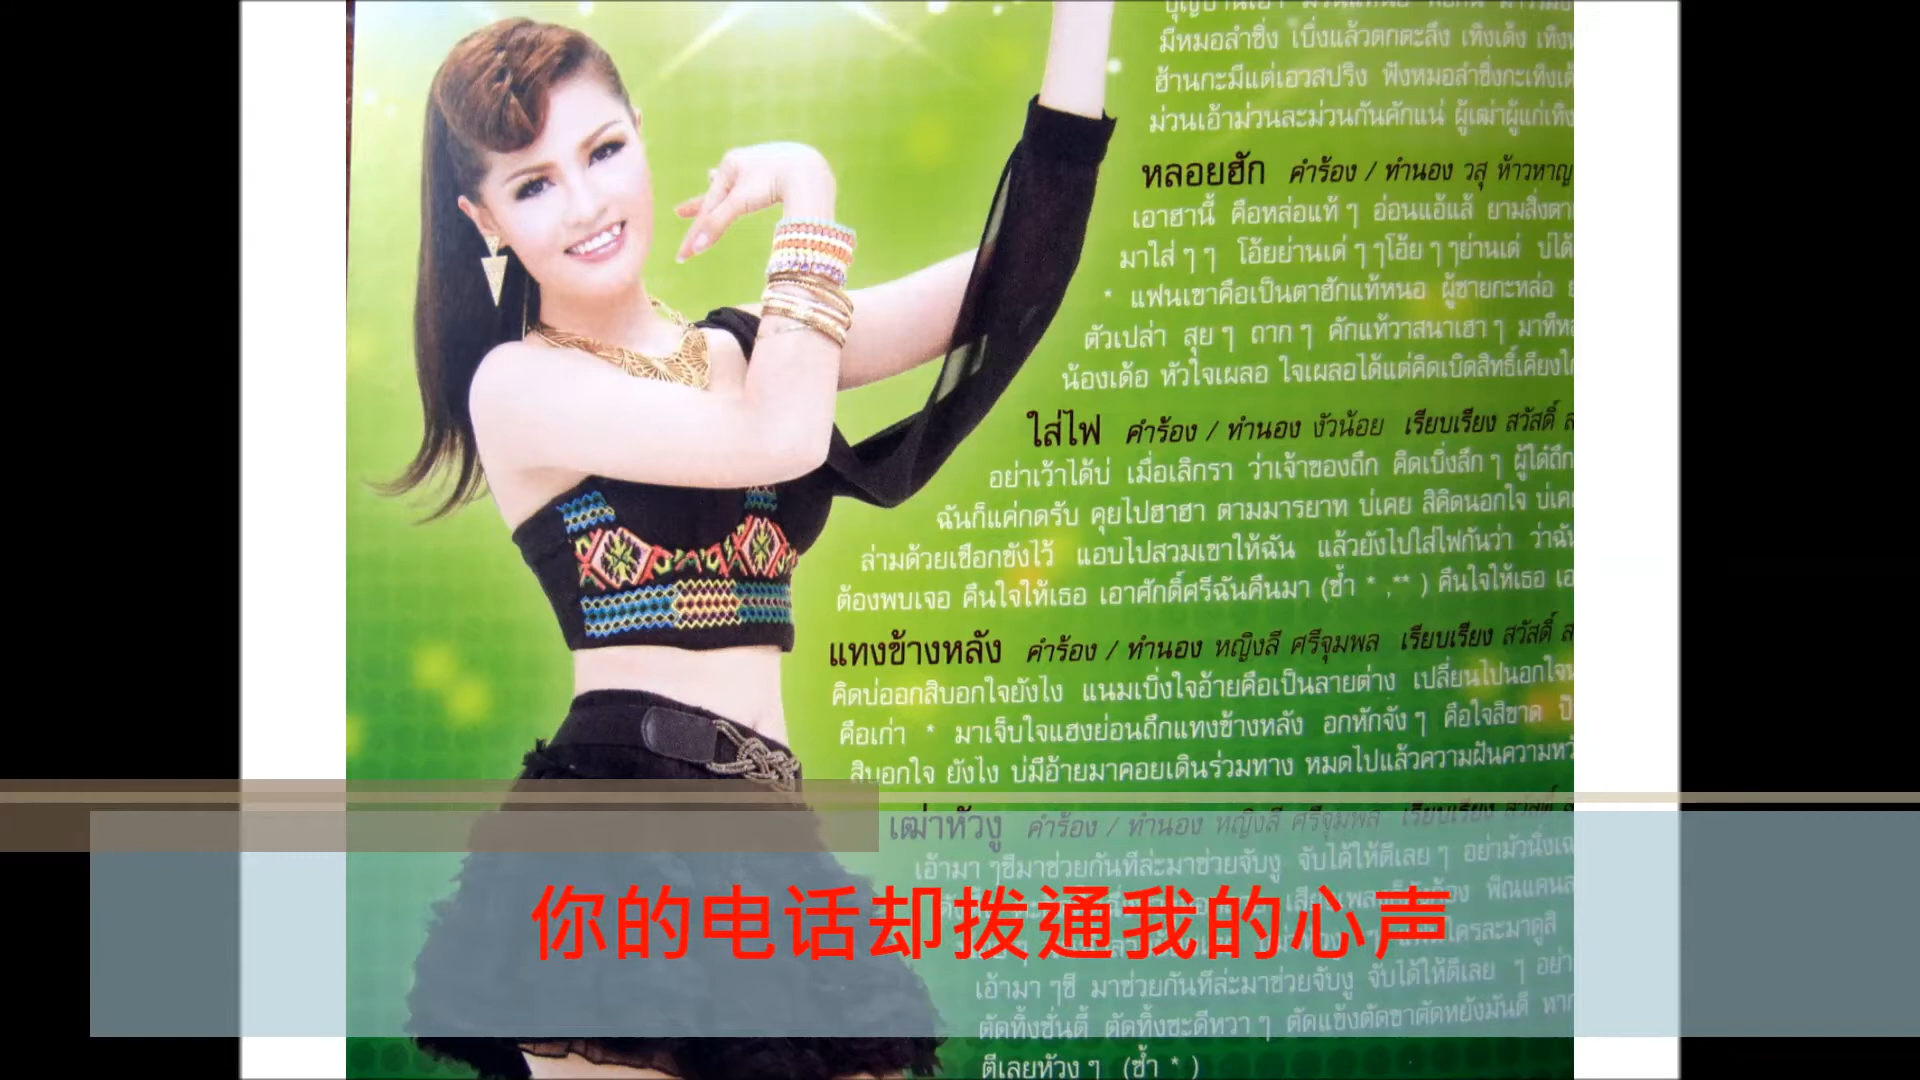 มีหมอลำซิ่ง เบิ่งแล้วตกตะลึง เทิงเด้ง
ฮ้านกะมีแต่เอวสปริง ฟังหมอลำซิ่งกะเทิงเต้
ม่วนเอ้าม่วนละม่วนกันคักแน่ ผู้เฒ่าผู้แก่เทิง
หลอยฮัก คำร้อง / ทำนอง วสุ ห้าวหาญ
เอาฮานี้ คือหล่อแท้ ๆ อ่อนแอ้แล้ ยามสิ่งตา
มาใส่ ๆ ๆ โอ้ยย่านเด่ ๆ ๆโอ้ย ๆ ๆย่านเด่ บ่ได้
* แฟนเขาคือเป็นตาฮักแท้หนอ ผู้ชายกะหล่อ
ตัวเปล่า สุย ๆ ถาก ๆ คักแท้วาสนาเฮา ๆ
น้องเด้อ หัวใจเผลอ ใจเผลอได้แต่คิดเบิดสิทธิ์เคียงใก
ใส่ไฟ คำร้อง / ทำนอง งัวน้อย เรียบเรียง สวัสดิ์ ส
อย่าเว้าได้บ่ เมื่อเลิกรา ว่าเจ้าของถึก คิดเบิ่งลึก ๆ ผู้ใด๋ถึก
ฉันก็แค่กดรับ คุยไปฮาฮา ตามมารยาท บ่เคย สิคิดนอกใจ บ่เค
ล่ามด้วยเชือกขังไว้ แอบไปสวมเขาให้ฉัน แล้วยังไปใส่ไฟกันว่า ว่าฉั
ต้องพบเจอ คืนใจให้เธอ เอาศักดิ์ศรีฉันคืนมา (ซ้ำ * ,** ) คืนใจให้เธอ เอ
แทงข้างหลัง คำร้อง / ทำนอง หญิงลี ศรีจุมพล เรียบเรียง สวัสดิ์ ส
คิดบ่ออกสิบอกใจยังไง แนมเบิ่งใจอ้ายคือเป็นลายต่าง เปลี่ยนไปนอกใจ
คือเก่า * มาเจ็บใจแฮงย่อนถึกแทงข้างหลัง อกหักจัง ๆ คือใจสิขาด
สิบอกใจ ยังไง บ่มีอ้ายมาคอยเดินร่วมทาง หมดไปแล้วความฝันความหว
เฒ่าหัวงู คำร้อง / ทำนอง หญิงลี ศรีจุมพล เรียบเรียง สวัสดิ์
เอ้ามา ๆซิมาช่วยกันทีล่ะมาช่วยจับงู จับได้ให้ตีเลย ๆ อย่ามัวนิ่งเฉ
你的电话却拨通我的心声
เอ้ามา ๆซิ มาช่วยกันทีล่ะมาช่วยจับงู จับได้ให้ตีเลย ๆ อย่า
ตัดทิ้งซั่นตี้ ตัดทิ้งซะดีหวา ๆ ตัดแข้งตัดขาตัดหยังมันดี หาก
ตีเลยหัวง ๆ (ซ้ำ * )